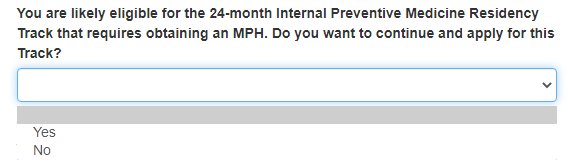 You are likely eligible for the 24-month Internal Preventive Medicine Residency
Track that requires obtaining an MPH. Do you want to continue and apply for this
Track?
Yes
No